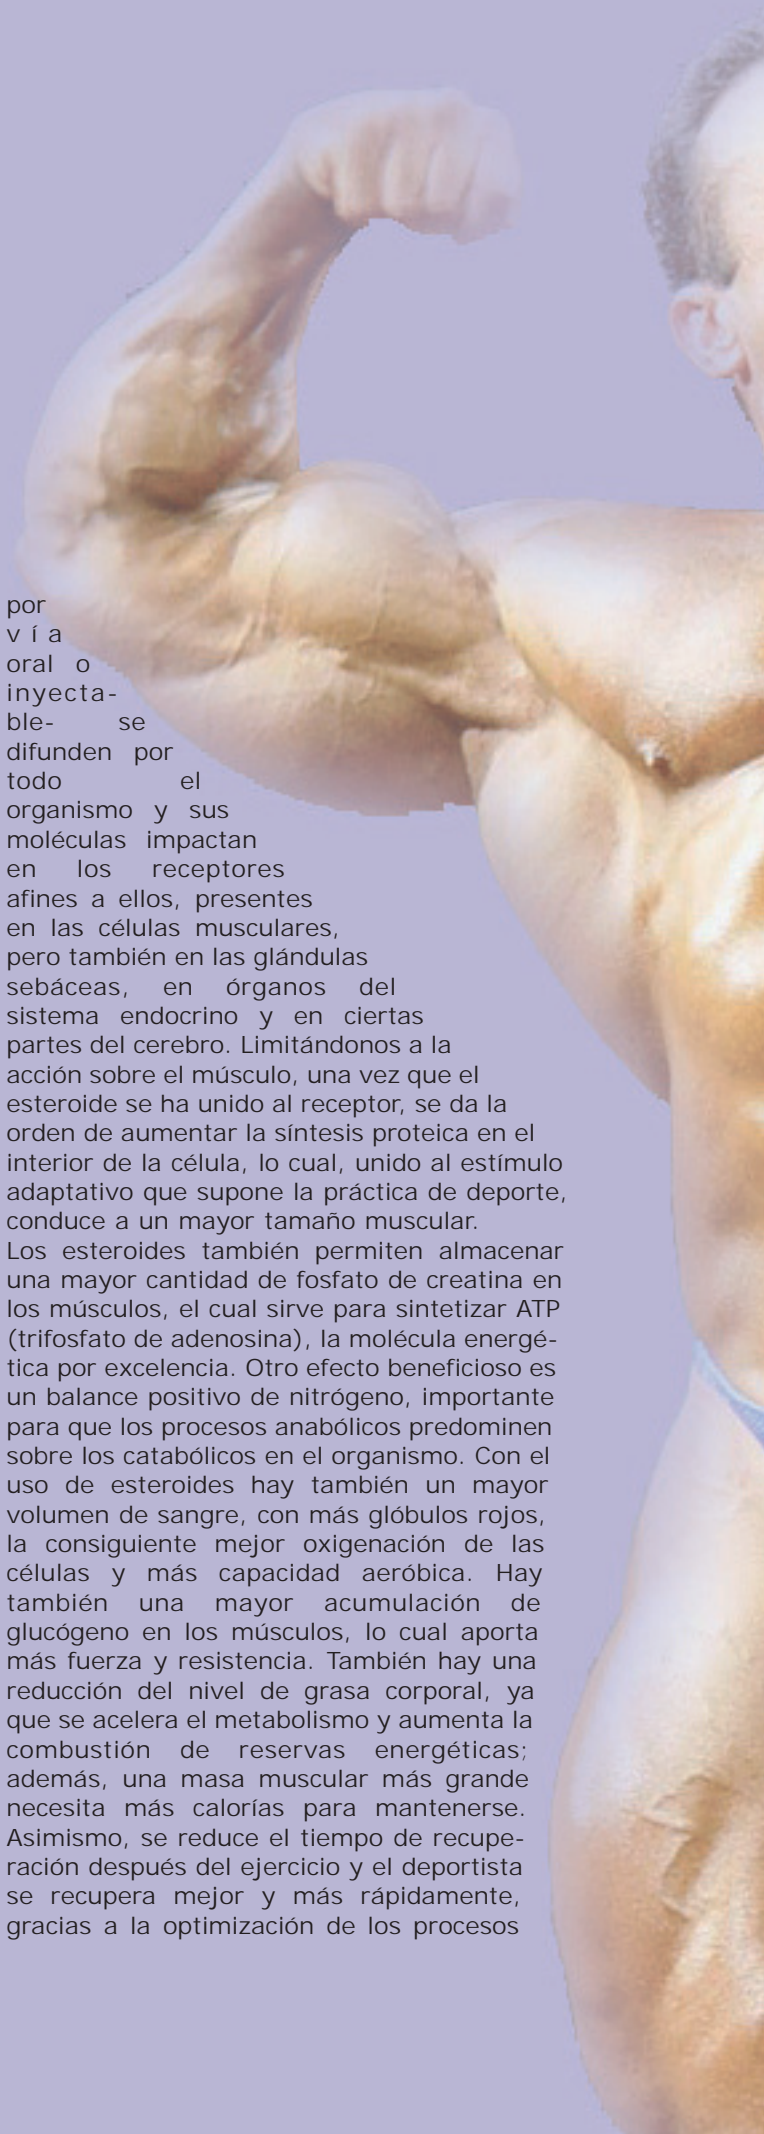 por
vía
oral o
inyecta-
ble- se
difunden por
todo el
organismo y sus
moléculas impactan
en los receptores
afines a ellos, presentes
en las células musculares,
pero también en las glándulas
sebáceas, en órganos del
sistema endocrino y en ciertas
partes del cerebro. Limitándonos a la
acción sobre el músculo, una vez que el
esteroide se ha unido al receptor, se da la
orden de aumentar la síntesis proteica en el
interior de la célula, lo cual, unido al estímulo
adaptativo que supone la práctica de deporte,
conduce a un mayor tamaño muscular.
Los esteroides también permiten almacenar
una mayor cantidad de fosfato de creatina en
los músculos, el cual sirve para sintetizar ATP
(trifosfato de adenosina), la molécula energé-
tica por excelencia. Otro efecto beneficioso es
un balance positivo de nitrógeno, importante
para que los procesos anabólicos predominen
sobre los catabólicos en el organismo. Con el
uso de esteroides hay también un mayor
volumen de sangre, con más glóbulos rojos,
la consiguiente mejor oxigenación de las
células y más capacidad aeróbica. Hay
también una mayor acumulación de
glucógeno en los músculos, lo cual aporta
más fuerza y resistencia. También hay una
reducción del nivel de grasa corporal, ya
que se acelera el metabolismo y aumenta la
combustión de reservas energéticas;
además, una masa muscular más grande
necesita más calorías para mantenerse.
Asimismo, se reduce el tiempo de recupe-
ración después del ejercicio y el deportista
se recupera mejor y más rápidamente,
gracias a la optimización de los procesos